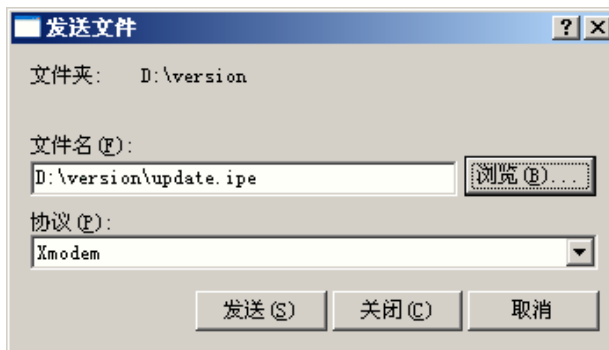 发送文件
文件夹: D:\version
文件名(F):
D:\version\update.ipe
浏览(B)...
协议(P):
Xmodem
发送(S) 关闭(C) 取消